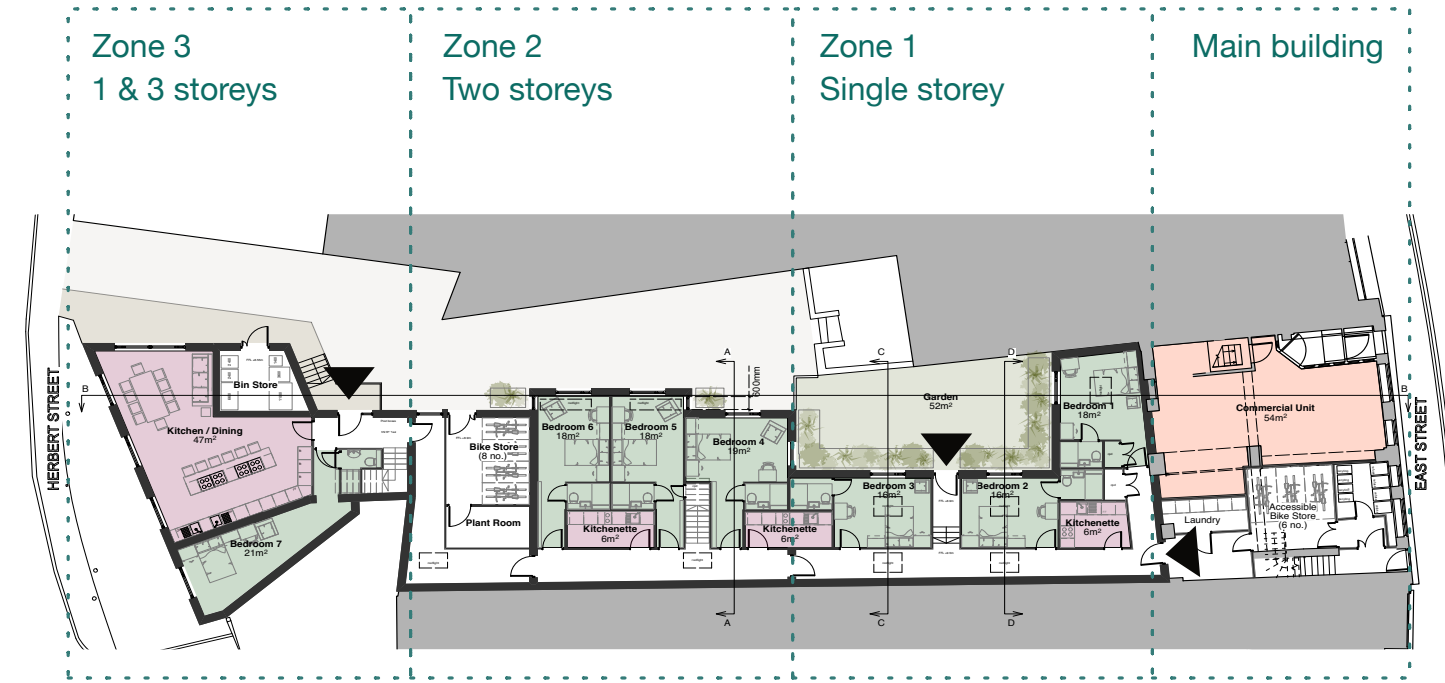 Zone 3
1 & 3 storeys
Zone 2
Two storeys
Zone 1
Single storey
Main building
HERBERT STREET
EAST STREET
B
B
A
A
C
C
D
D
600mm
Bin Store
Kitchen / Dining
47m²
Bedroom 7
21m²
Bike Store
(8 no.)
Plant Room
Bedroom 6
18m²
Bedroom 5
18m²
Bedroom 4
19m²
Kitchenette
6m²
Kitchenette
6m²
Garden
52m²
Bedroom 3
16m²
Bedroom 2
16m²
Bedroom 1
18m²
Kitchenette
6m²
Commercial Unit
54m²
Laundry
Accessible
Bike Store
(6 no.)